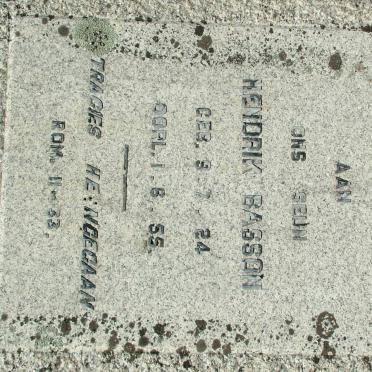 AAN
ONS SEUN
HENDRIK BASSON
GEB. 9. 7. 24
OORL. 1. 6. 55.
TRAGIES HEENGEGAAN
ROM. 11-33.